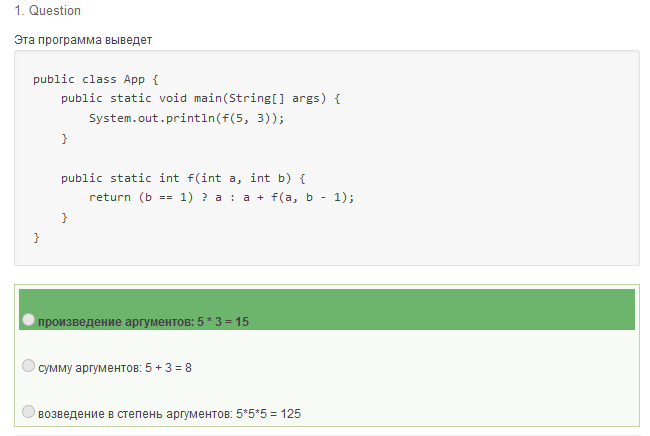 1. Question
Эта программа выведет
public class App {
    public static void main(String[] args) {
        System.out.println(f(5, 3));
    }

    public static int f(int a, int b) {
        return (b == 1) ? a : a + f(a, b - 1);
    }
}
произведение аргументов: 5 * 3 = 15
сумму аргументов: 5 + 3 = 8
возведение в степень аргументов: 5*5*5 = 125